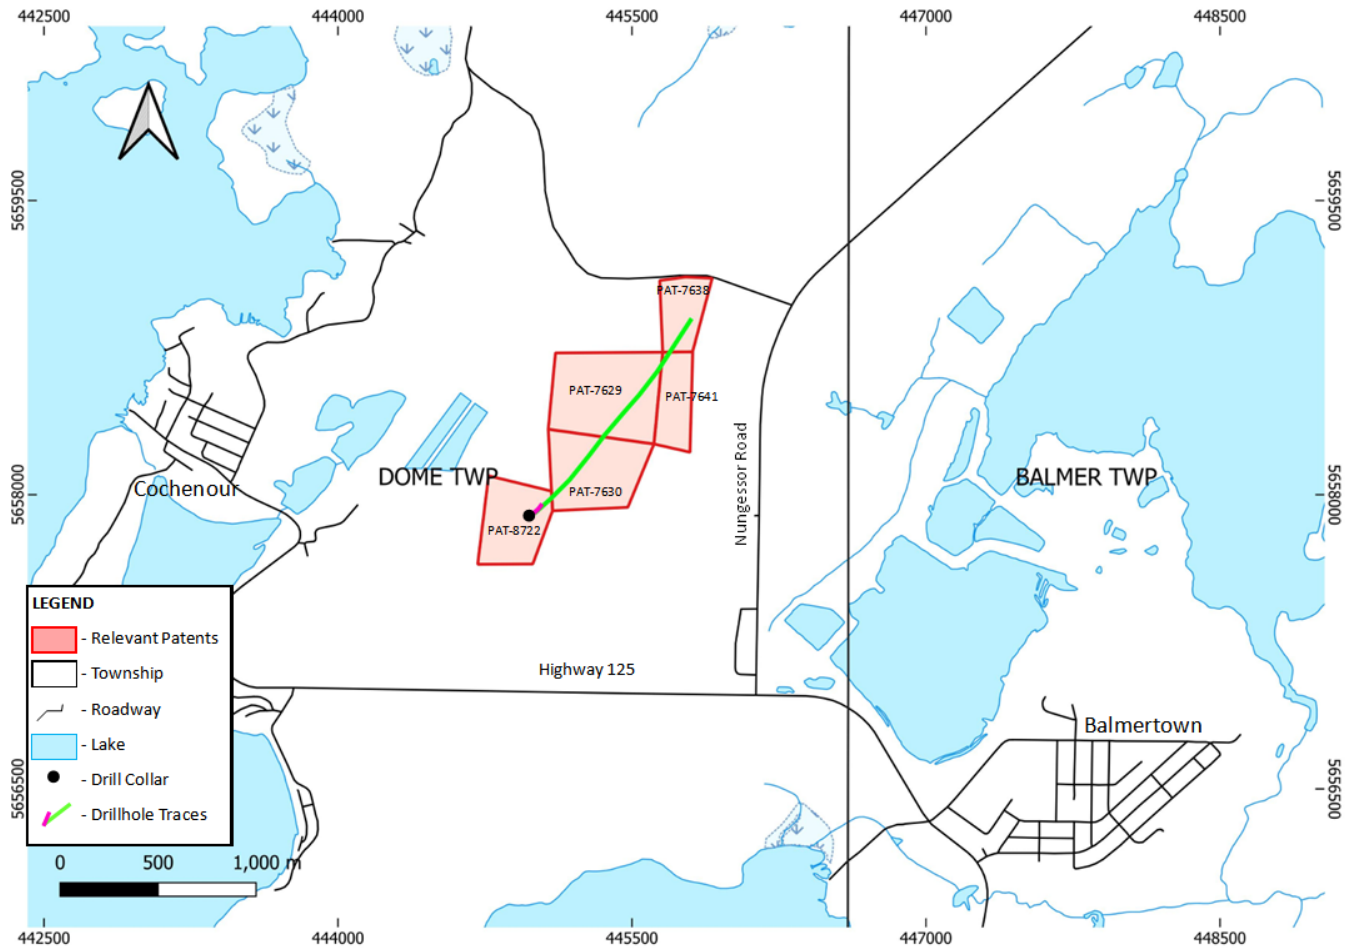 442500
444000
445500
447000
448500
5659500
5659500
PAT-7638
PAT-7629
PAT-7641
Nungessor Road
DOME TWP
BALMER TWP
Cochenour
PAT-7630
5658000
5658000
PAT-8722
LEGEND
- Relevant Patents
- Township
- Roadway
- Lake
- Drill Collar
- Drillhole Traces
Highway 125
Balmertown
5656500
5656500
0 500 1,000 m
442500
444000
445500
447000
448500